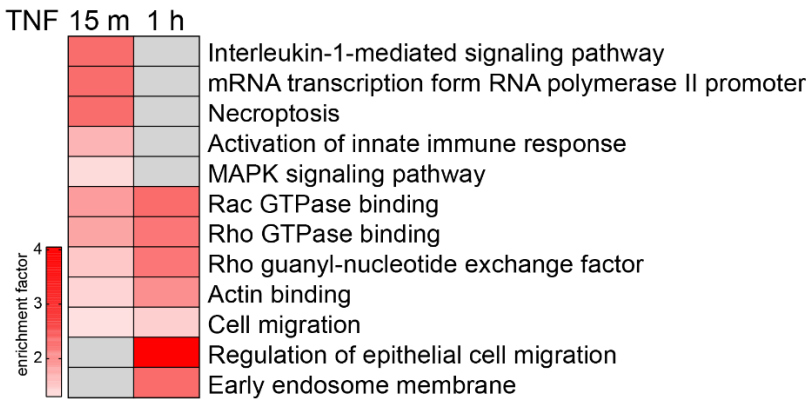 TNF 15 m 1 h
Interleukin-1-mediated signaling pathway
mRNA transcription form RNA polymerase II promoter
Necroptosis
Activation of innate immune response
MAPK signaling pathway
Rac GTPase binding
Rho GTPase binding
Rho guanyl-nucleotide exchange factor
Actin binding
Cell migration
Regulation of epithelial cell migration
Early endosome membrane
enrichment factor
4
3
2